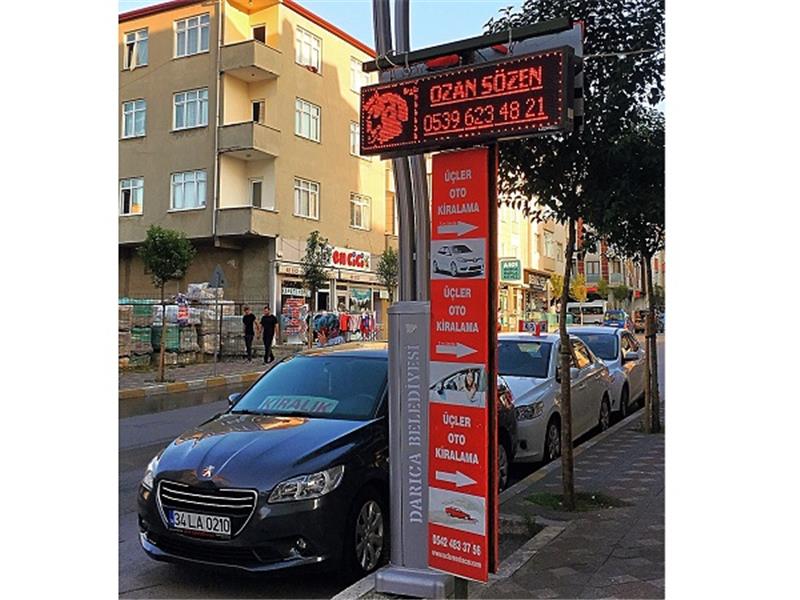 OZAN SÖZEN
0539 623 48 21
ÜÇLER
OTO
KİRALAMA
ÜÇLER
OTO
KİRALAMA
ÜÇLER
OTO
KİRALAMA
0542 483 37 56
DARICA BELEDİYESİ
KİRALIK
34 LA 0210